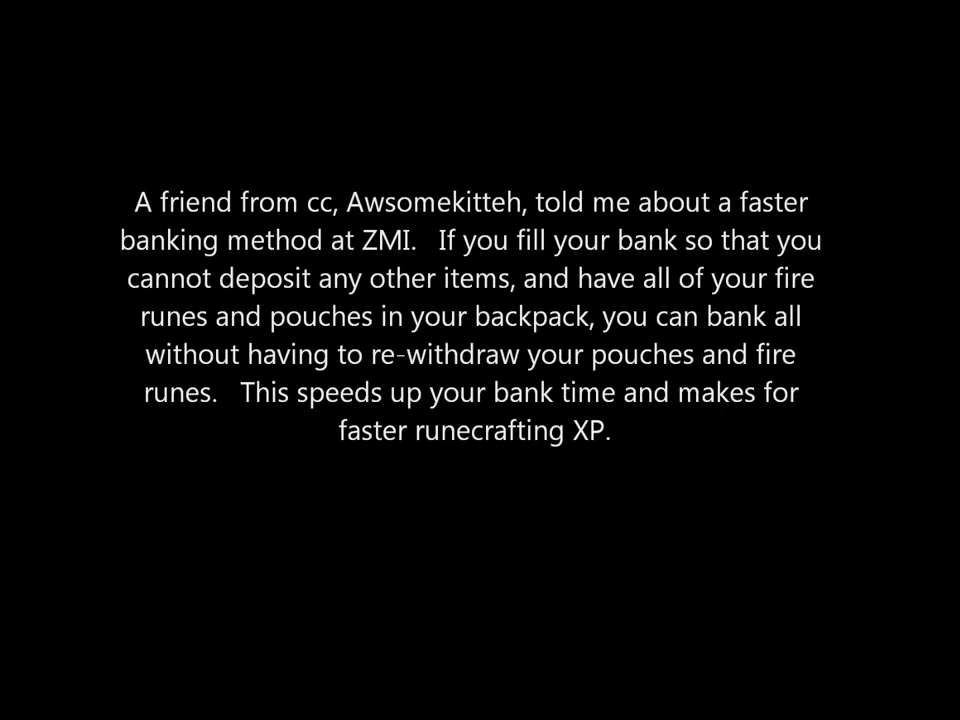 A friend from cc, Awsomekitteh, told me about a faster
banking method at ZMI.   If you fill your bank so that you
cannot deposit any other items, and have all of your fire
runes and pouches in your backpack, you can bank all
without having to re-withdraw your pouches and fire
runes.   This speeds up your bank time and makes for
faster runecrafting XP.